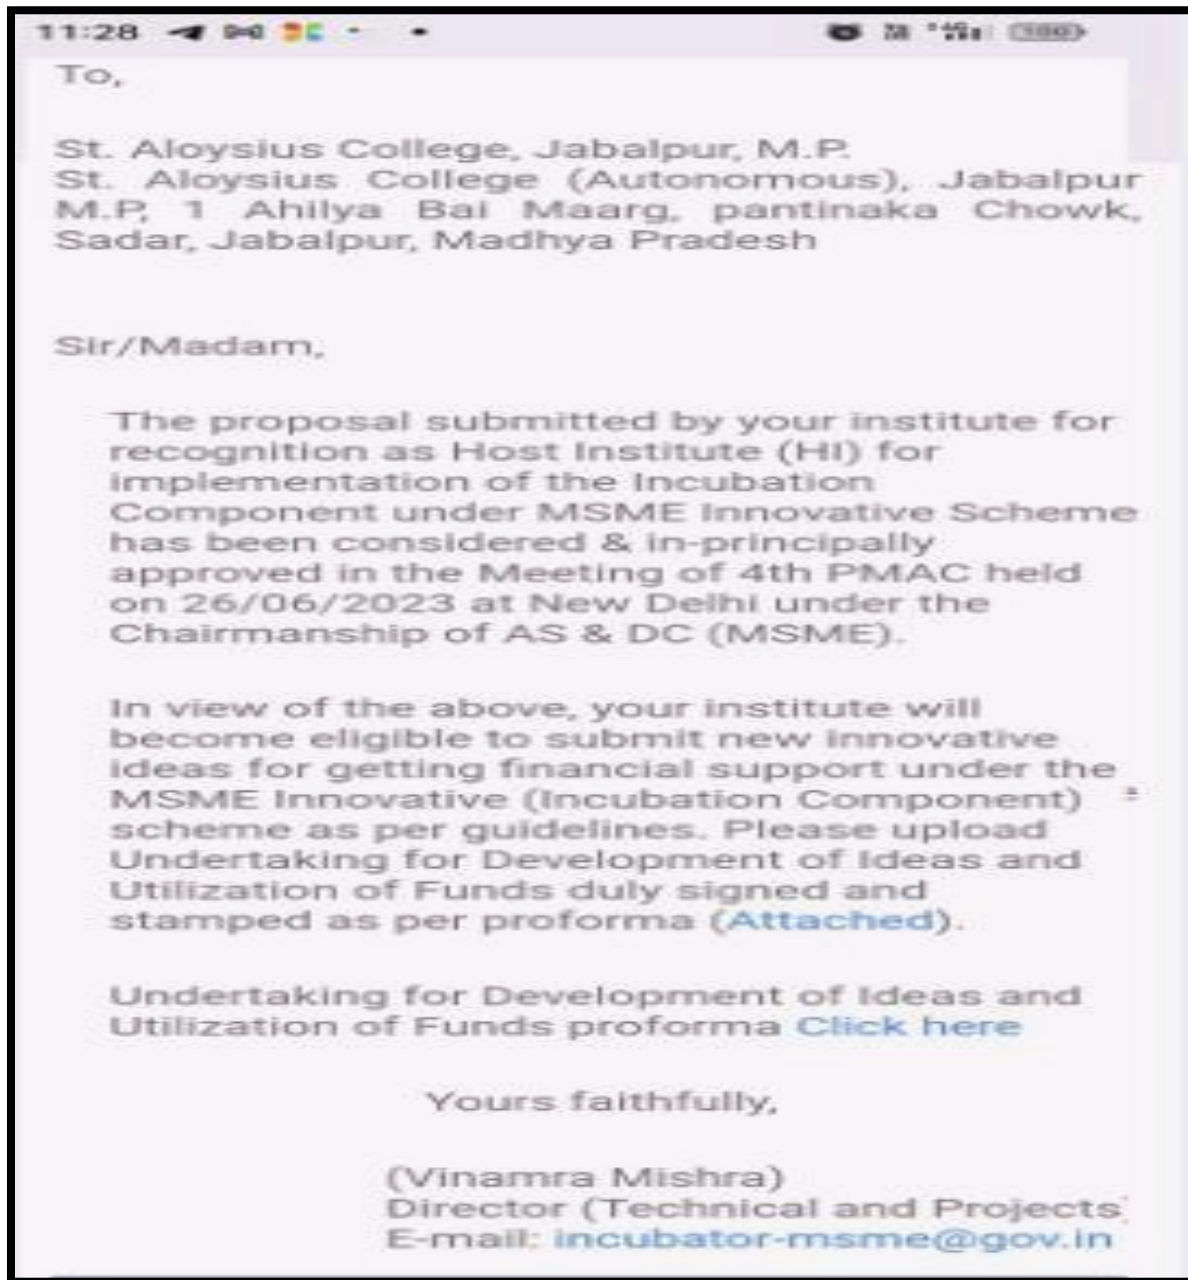 11:28
To,
St. Aloysius College, Jabalpur, M.P.
St. Aloysius College (Autonomous), Jabalpur
M.P, 1 Ahilya Bai Maarg, pantinaka Chowk,
Sadar, Jabalpur, Madhya Pradesh
Sir/Madam,
The proposal submitted by your institute for
recognition as Host Institute (HI) for
implementation of the Incubation
Component under MSME Innovative Scheme
has been considered & in-principally
approved in the Meeting of 4th PMAC held
on 26/06/2023 at New Delhi under the
Chairmanship of AS & DC (MSME).
In view of the above, your institute will
become eligible to submit new innovative
ideas for getting financial support under the
MSME Innovative (Incubation Component)
scheme as per guidelines. Please upload
Undertaking for Development of Ideas and
Utilization of Funds duly signed and
stamped as per proforma (Attached).
Undertaking for Development of Ideas and
Utilization of Funds proforma Click here
Yours faithfully,
(Vinamra Mishra)
Director (Technical and Projects)
E-mail: incubator-msme@gov.in